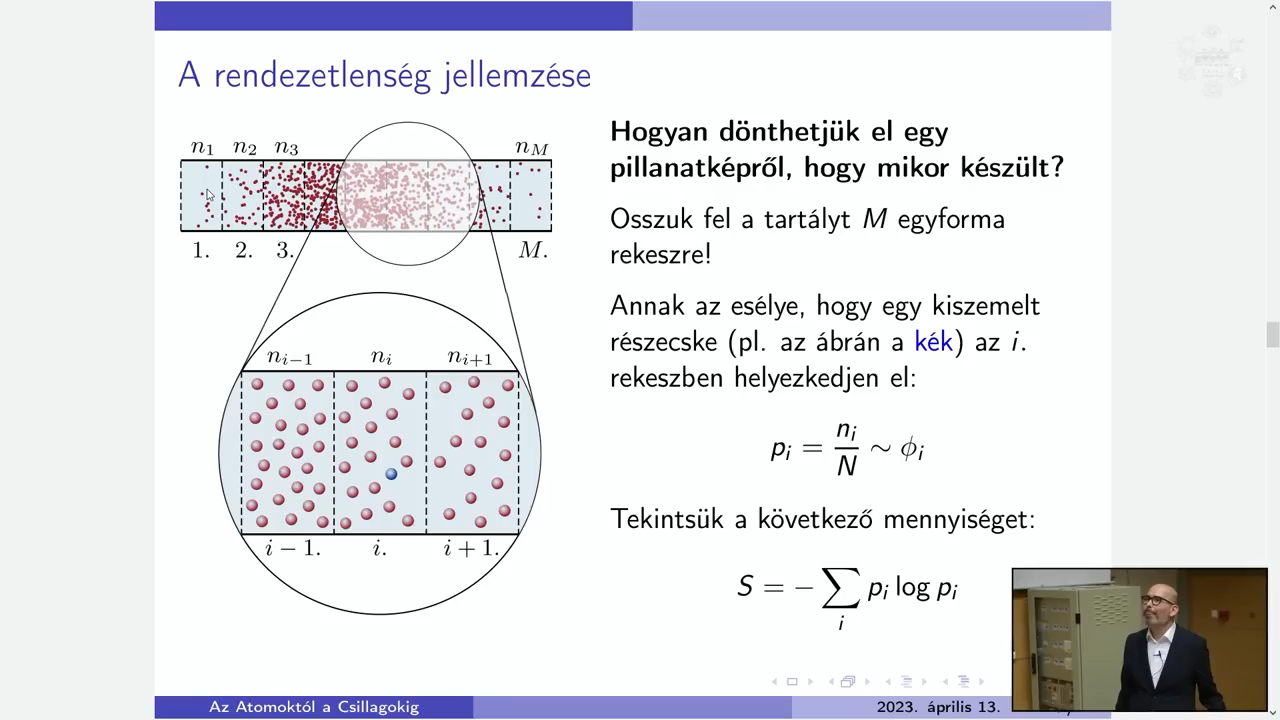 A rendezetlenség jellemzése
n₁ n₂ n₃ n_M
1. 2. 3. M.
n_{i−1} n_i n_{i+1}
i − 1. i. i + 1.
Hogyan dönthetjük el egy
pillanatképről, hogy mikor készült?
Osszuk fel a tartályt M egyforma
rekeszre!
Annak az esélye, hogy egy kiszemelt
részecske (pl. az ábrán a kék) az i.
rekeszben helyezkedjen el:
p_i = n_i / N ∼ ϕ_i
Tekintsük a következő mennyiséget:
S = − ∑_i p_i log p_i
Az Atomoktól a Csillagokig
2023. április 13.